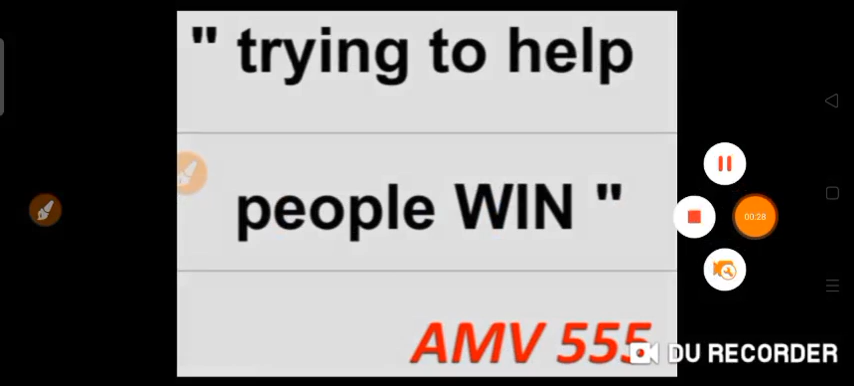 " trying to help
people WIN "
AMV 555
00:28
DU RECORDER